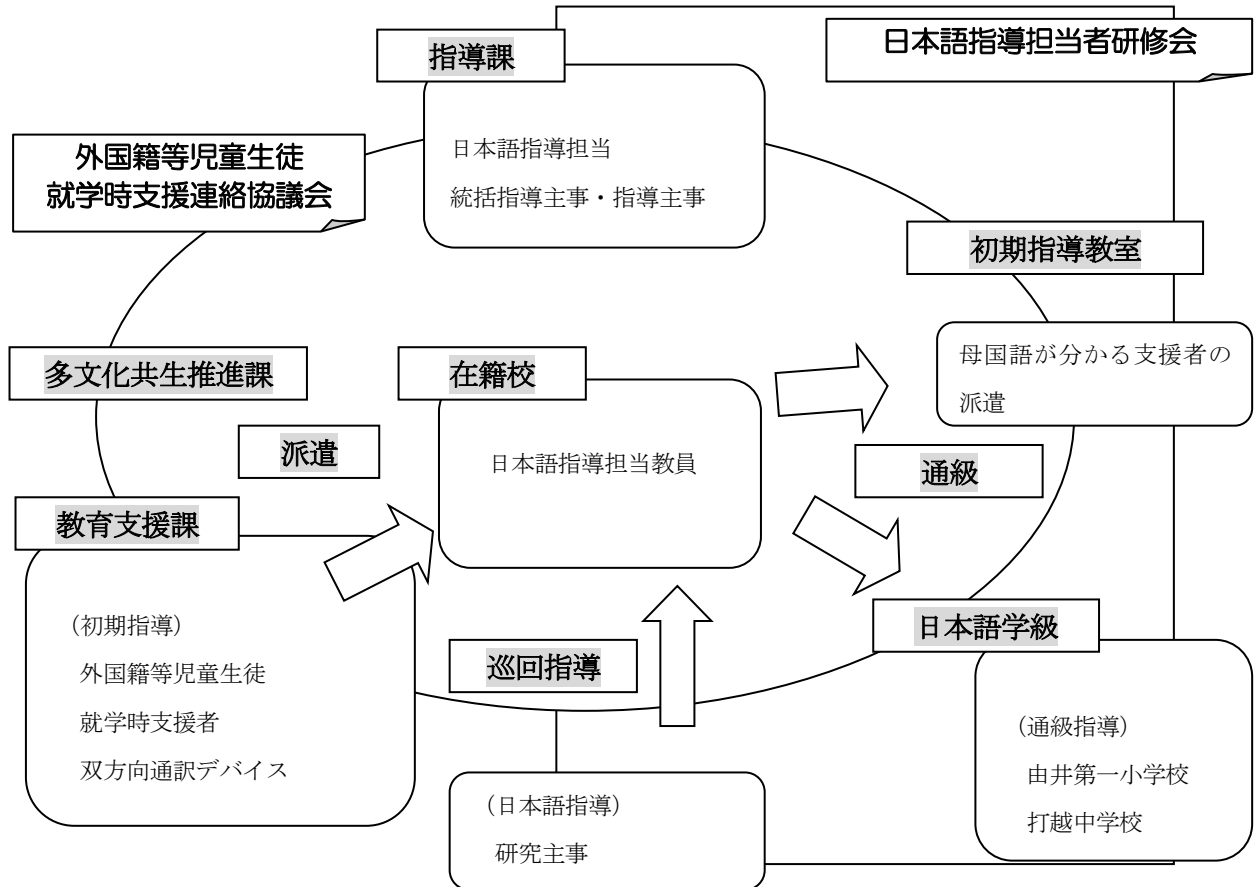 指導課
日本語指導担当者研修会
日本語指導担当
統括指導主事・指導主事
外国籍等児童生徒
就学時支援連絡協議会
初期指導教室
母国語が分かる支援者の
派遣
多文化共生推進課
在籍校
日本語指導担当教員
派遣
通級
教育支援課
（初期指導）
外国籍等児童生徒
就学時支援者
双方向通訳デバイス
巡回指導
日本語学級
（通級指導）
由井第一小学校
打越中学校
（日本語指導）
研究主事